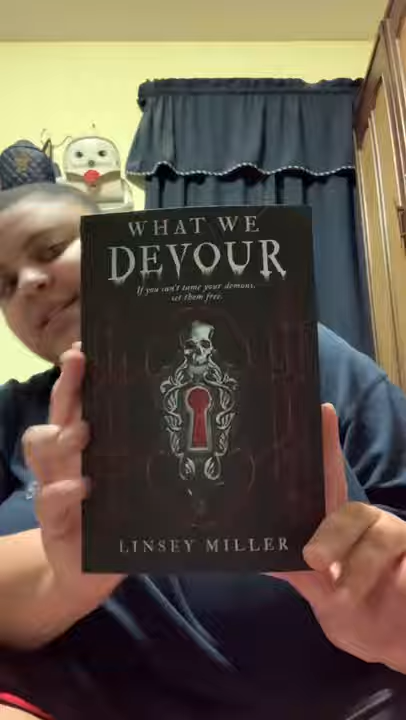 WHAT WE
DEVOUR
If you can't tame your demons,
set them free.
LINSEY MILLER